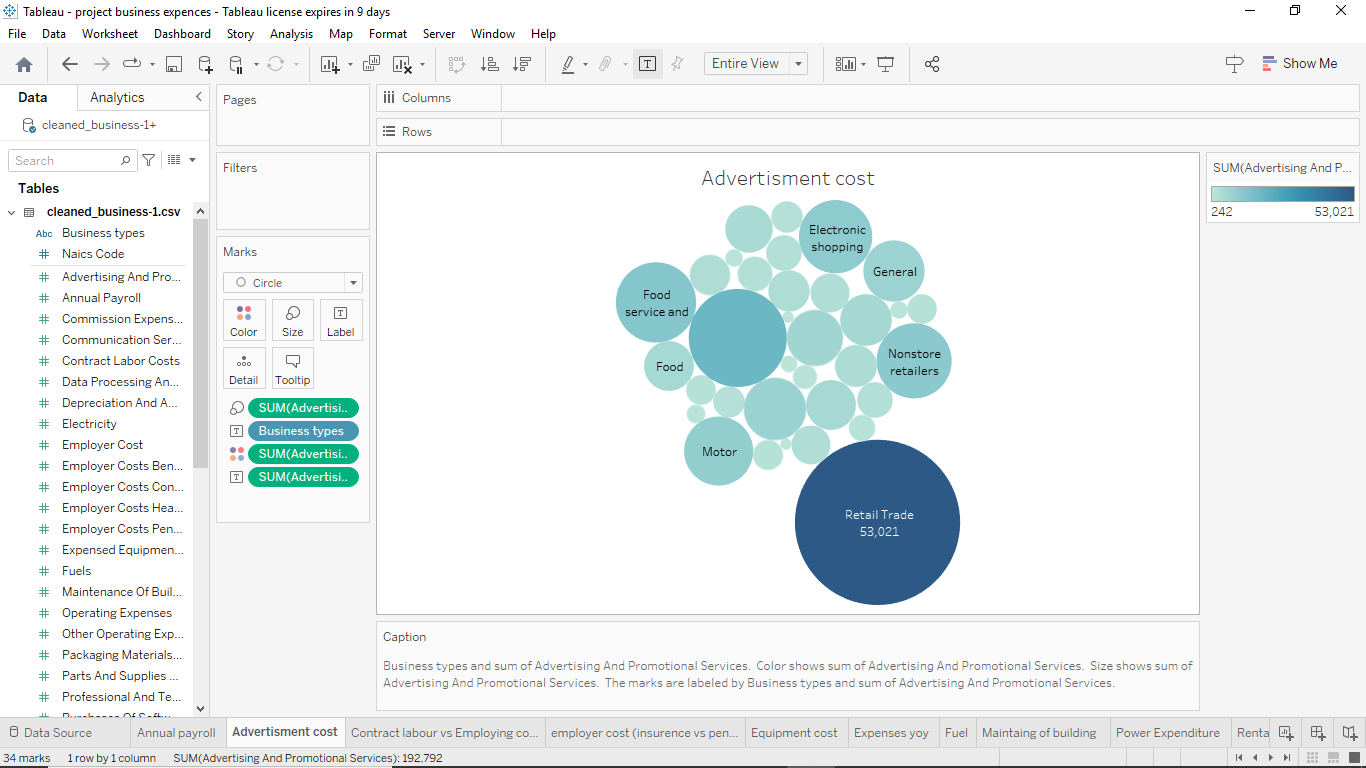 Tableau - project business expences - Tableau license expires in 9 days
File Data Worksheet Dashboard Story Analysis Map Format Server Window Help
Entire View
Show Me
Data Analytics
cleaned_business-1+
Search
Tables
cleaned_business-1.csv
Abc Business types
# Naics Code
# Advertising And Pro...
# Annual Payroll
# Commission Expens...
# Communication Ser...
# Contract Labor Costs
# Data Processing An...
# Depreciation And A...
# Electricity
# Employer Cost
# Employer Costs Ben...
# Employer Costs Con...
# Employer Costs Hea...
# Employer Costs Pen...
# Expensed Equipmen...
# Fuels
# Maintenance Of Buil...
# Operating Expenses
# Other Operating Exp...
# Packaging Materials...
# Parts And Supplies ...
# Professional And Te...
Pages
Filters
Marks
Circle
Color Size Label
Detail Tooltip
SUM(Advertisi..
Business types
SUM(Advertisi..
SUM(Advertisi..
Columns
Rows
Advertisment cost
Electronic
shopping
General
Food
service and
Nonstore
retailers
Food
Motor
Retail Trade
53,021
SUM(Advertising And P...
242 53,021
Caption
Business types and sum of Advertising And Promotional Services. Color shows sum of Advertising And Promotional Services. Size shows sum of
Advertising And Promotional Services. The marks are labeled by Business types and sum of Advertising And Promotional Services.
Data Source Annual payroll Advertisment cost Contract labour vs Employing co... employer cost (insurence vs pen... Equipment cost Expenses yoy Fuel Maintaing of building Power Expenditure Renta
34 marks 1 row by 1 column SUM(Advertising And Promotional Services): 192,792